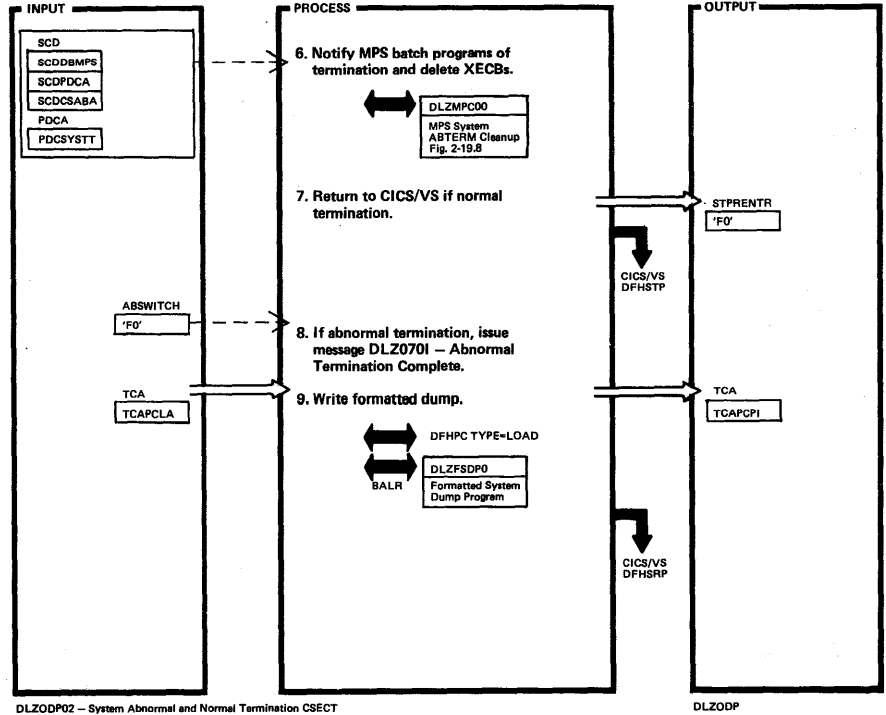 INPUT
PROCESS
OUTPUT
SCD
SCDDBMPS
SCDPDCA
SCDCSABA
PDCA
PDCSYSTT
6. Notify MPS batch programs of
termination and delete XECBs.
DLZMPC00
MPS System
ABTERM Cleanup
Fig. 2-19.8
7. Return to CICS/VS if normal
termination.
STPRENTR
'F0'
CICS/VS
DFHSTP
ABSWITCH
'F0'
8. If abnormal termination, issue
message DLZ070I — Abnormal
Termination Complete.
TCA
TCAPCLA
9. Write formatted dump.
TCA
TCAPCPI
DFHPC TYPE=LOAD
BALR
DLZFSDP0
Formatted System
Dump Program
CICS/VS
DFHSRP
DLZODP02 — System Abnormal and Normal Termination CSECT
DLZODP